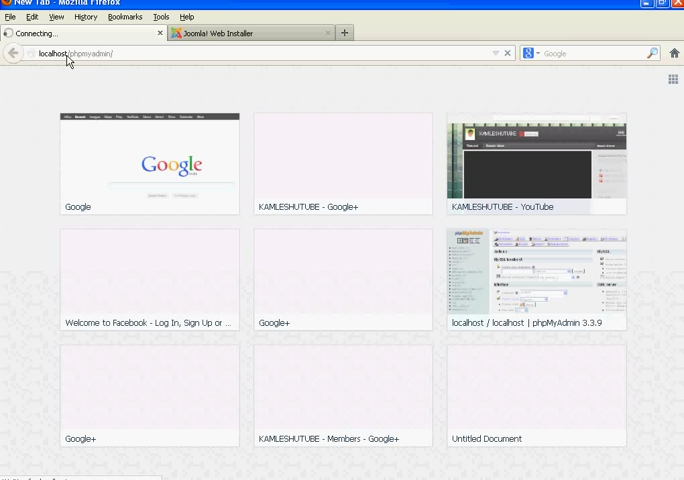 New Tab - Mozilla Firefox
File Edit View History Bookmarks Tools Help
Connecting... Joomla! Web Installer
localhost/phpmyadmin/ Google
Google
Google
KAMLESHUTUBE - Google+
KAMLESHUTUBE
KAMLESHUTUBE - YouTube
Welcome to Facebook - Log In, Sign Up or ...
Google+
localhost / localhost | phpMyAdmin 3.3.9
Google+
KAMLESHUTUBE - Members - Google+
Untitled Document